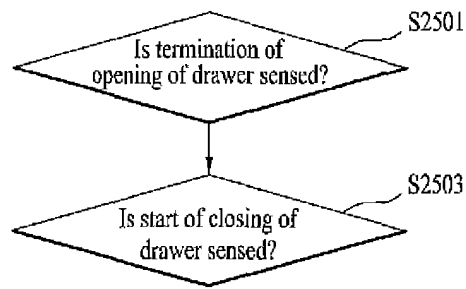 S2501
Is termination of
opening of drawer sensed?
S2503
Is start of closing of
drawer sensed?